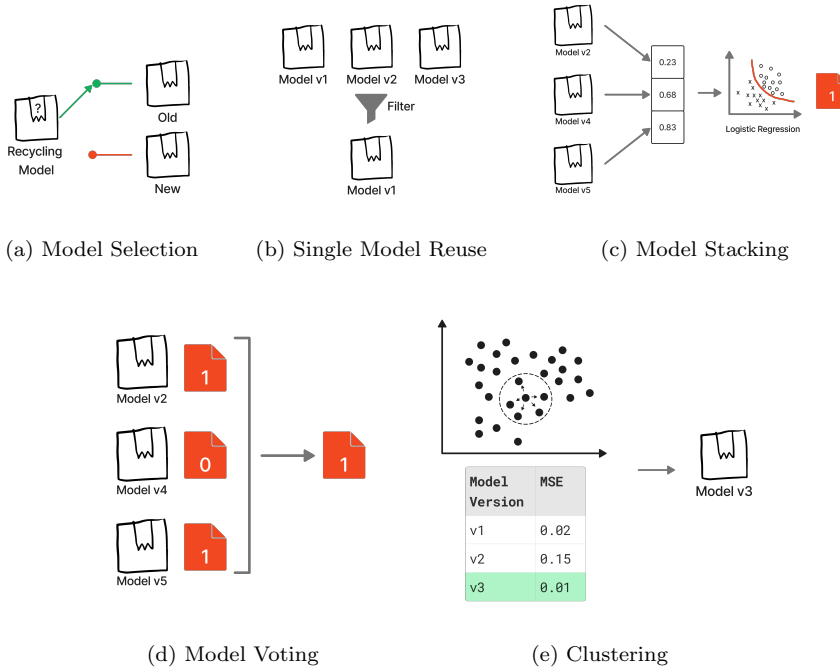 ?
Recycling
Model
Old
New
(a) Model Selection
Model v1
Model v2
Model v3
Filter
Model v1
(b) Single Model Reuse
Model v2
Model v4
Model v5
0.23
0.68
0.83
Logistic Regression
1
(c) Model Stacking
Model v2
1
Model v4
0
Model v5
1
1
(d) Model Voting
Model Version MSE
v1 0.02
v2 0.15
v3 0.01
Model v3
(e) Clustering